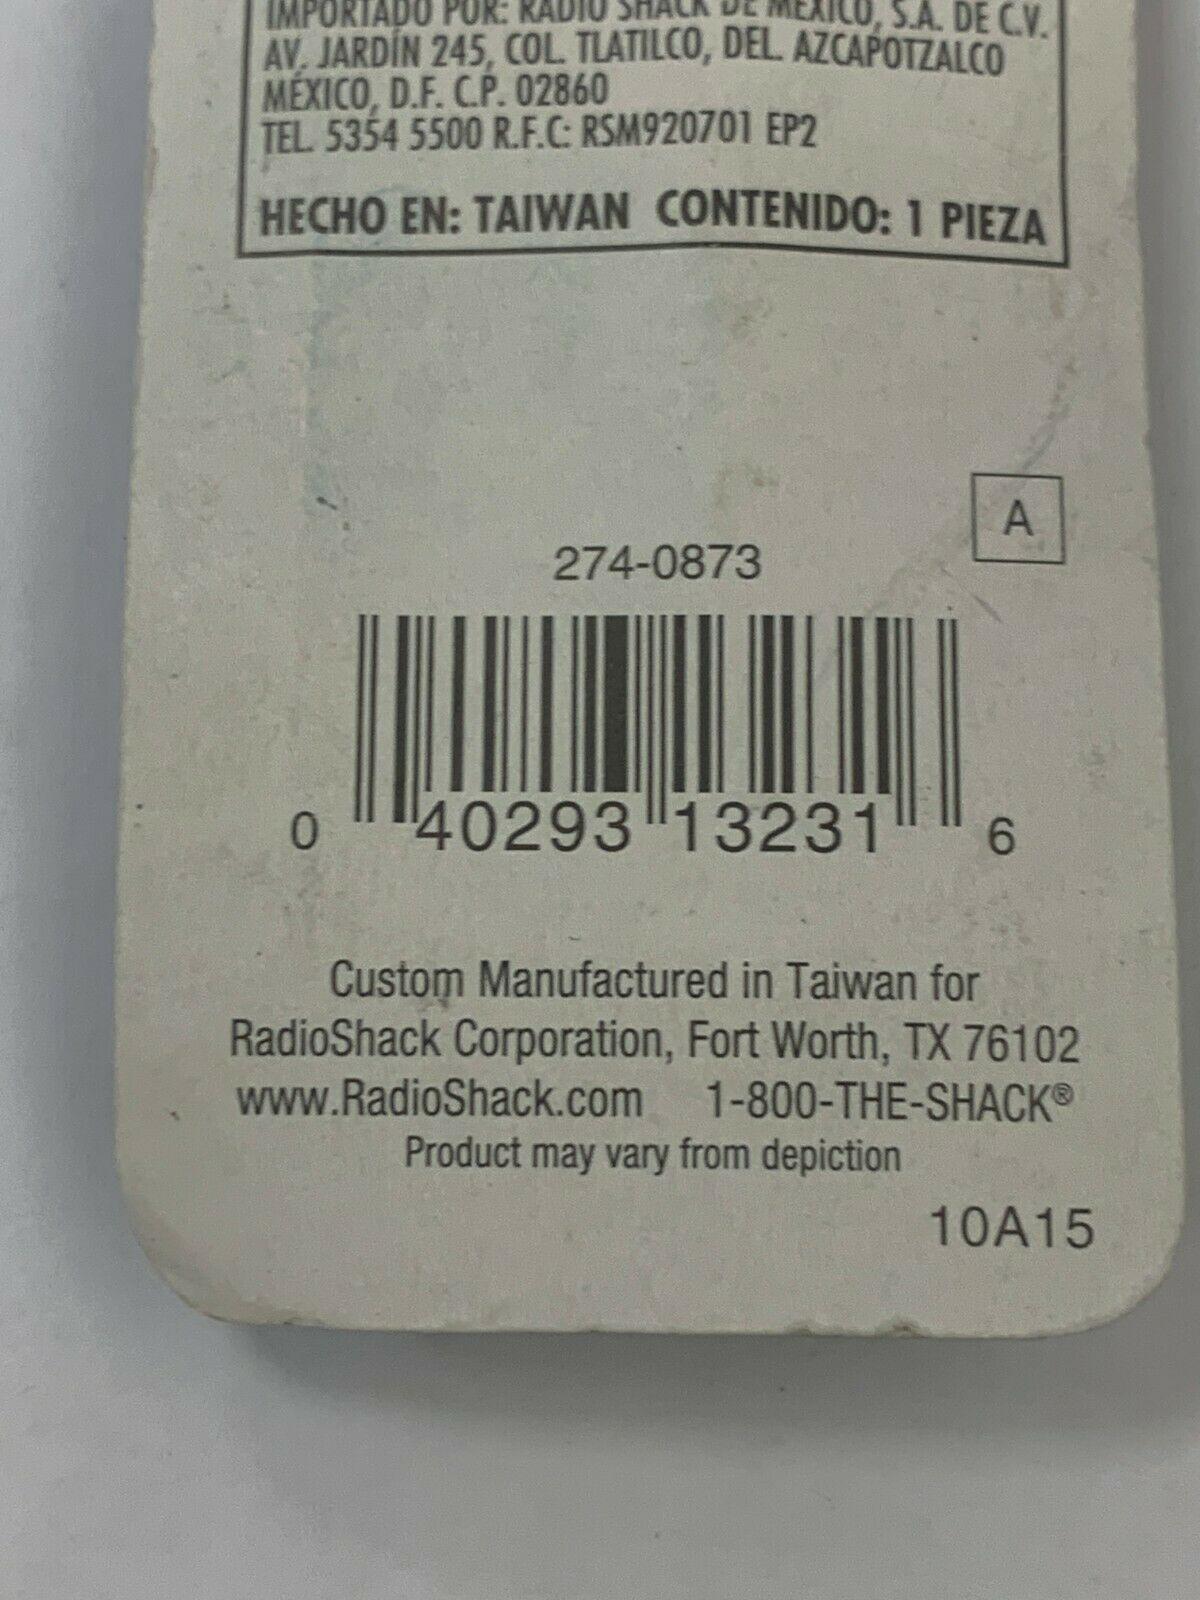 IMPORTADO POR: RADIO SHACK DE MEXICO, S.A. DE C.V.
AV. JARDÍN 245, COL. TLATILCO, DEL. AZCAPOTZALCO
MÉXICO, D.F. C.P. 02860
TEL. 5354 5500 R.F.C: RSM920701 EP2
HECHO EN: TAIWAN CONTENIDO: 1 PIEZA
A
274-0873
0 40293 13231 6
Custom Manufactured in Taiwan for
RadioShack Corporation, Fort Worth, TX 76102
www.RadioShack.com 1-800-THE-SHACK®
Product may vary from depiction
10A15